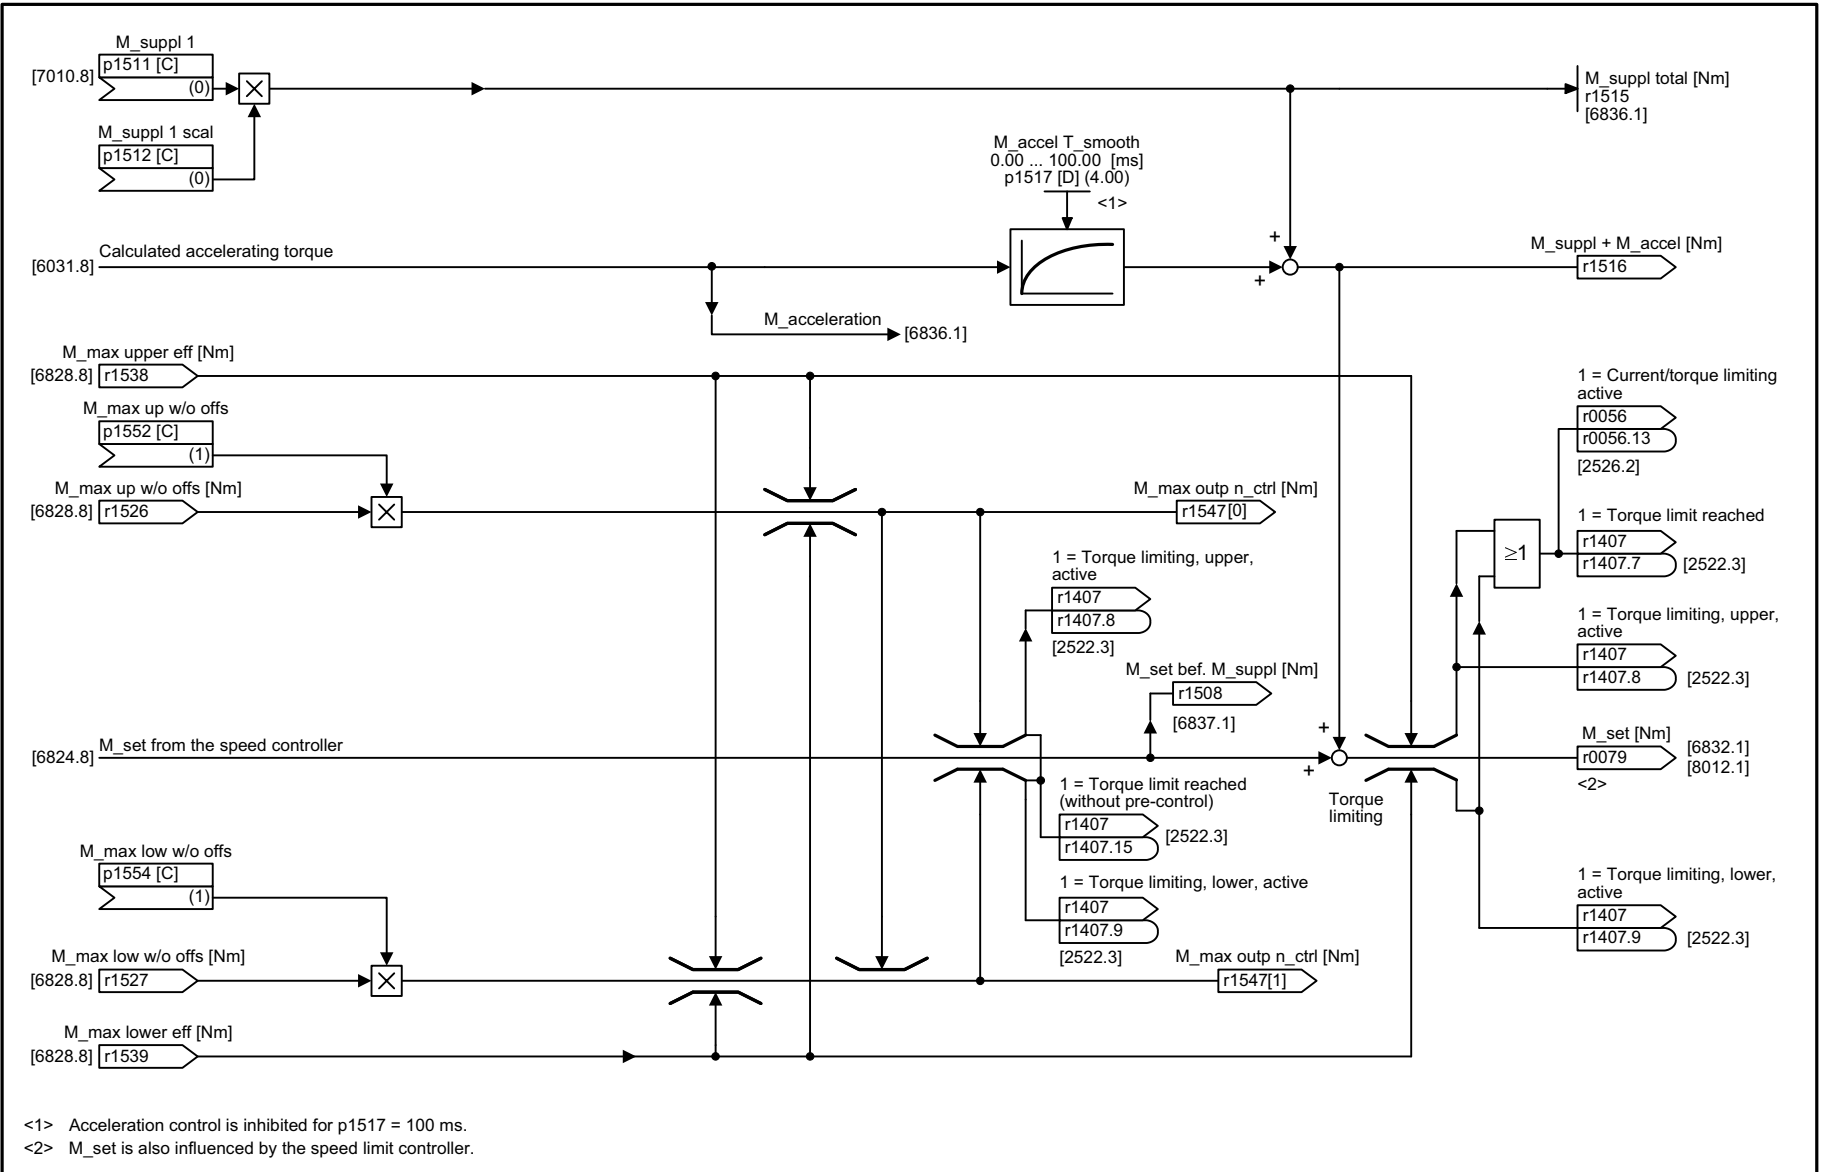 M_suppl 1
p1511 [C]
[7010.8]
(0)
M_suppl 1 scal
p1512 [C]
(0)
M_suppl total [Nm]
r1515
[6836.1]
M_accel T_smooth
0.00 ... 100.00 [ms]
p1517 [D] (4.00)
<1>
Calculated accelerating torque
[6031.8]
+
+
M_suppl + M_accel [Nm]
r1516
M_acceleration
[6836.1]
M_max upper eff [Nm]
[6828.8] r1538
M_max up w/o offs
p1552 [C]
(1)
M_max up w/o offs [Nm]
[6828.8] r1526
M_max outp n_ctrl [Nm]
r1547[0]
1 = Current/torque limiting
active
r0056
r0056.13
[2526.2]
1 = Torque limit reached
r1407
r1407.7
[2522.3]
≥1
1 = Torque limiting, upper,
active
r1407
r1407.8
[2522.3]
1 = Torque limiting, upper,
active
r1407
r1407.8
[2522.3]
M_set bef. M_suppl [Nm]
r1508
[6837.1]
M_set from the speed controller
[6824.8]
+
+
M_set [Nm]
r0079
[6832.1]
[8012.1]
<2>
Torque
limiting
1 = Torque limit reached
(without pre-control)
r1407
r1407.15
[2522.3]
M_max low w/o offs
p1554 [C]
(1)
1 = Torque limiting, lower, active
r1407
r1407.9
[2522.3]
1 = Torque limiting, lower,
active
r1407
r1407.9
[2522.3]
M_max low w/o offs [Nm]
[6828.8] r1527
M_max outp n_ctrl [Nm]
r1547[1]
M_max lower eff [Nm]
[6828.8] r1539
<1> Acceleration control is inhibited for p1517 = 100 ms.
<2> M_set is also influenced by the speed limit controller.